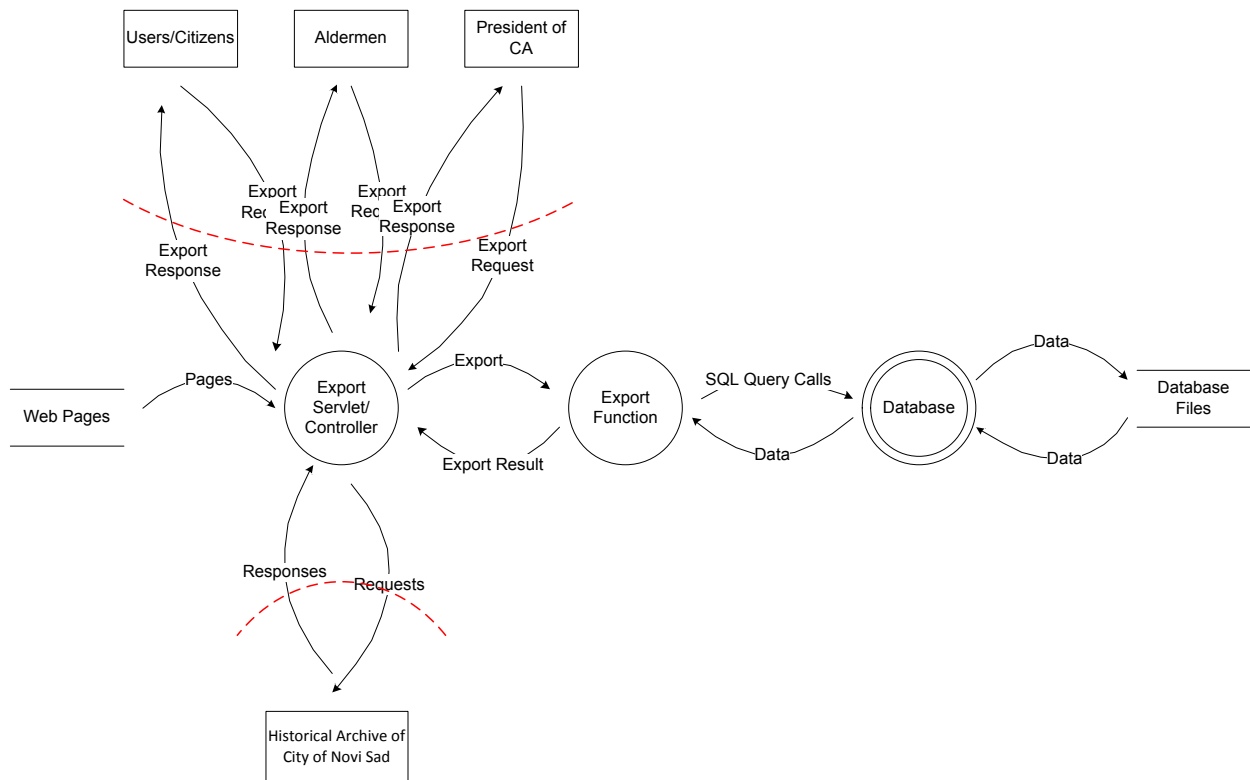 Users/Citizens
Aldermen
President of
CA
Export
Req
Export
Response
Export
Req
Export
Response
Export
Response
Export
Request
Web Pages
Pages
Export
Servlet/
Controller
Export
Export Result
Export
Function
SQL Query Calls
Data
Database
Data
Data
Database
Files
Responses
Requests
Historical Archive of
City of Novi Sad